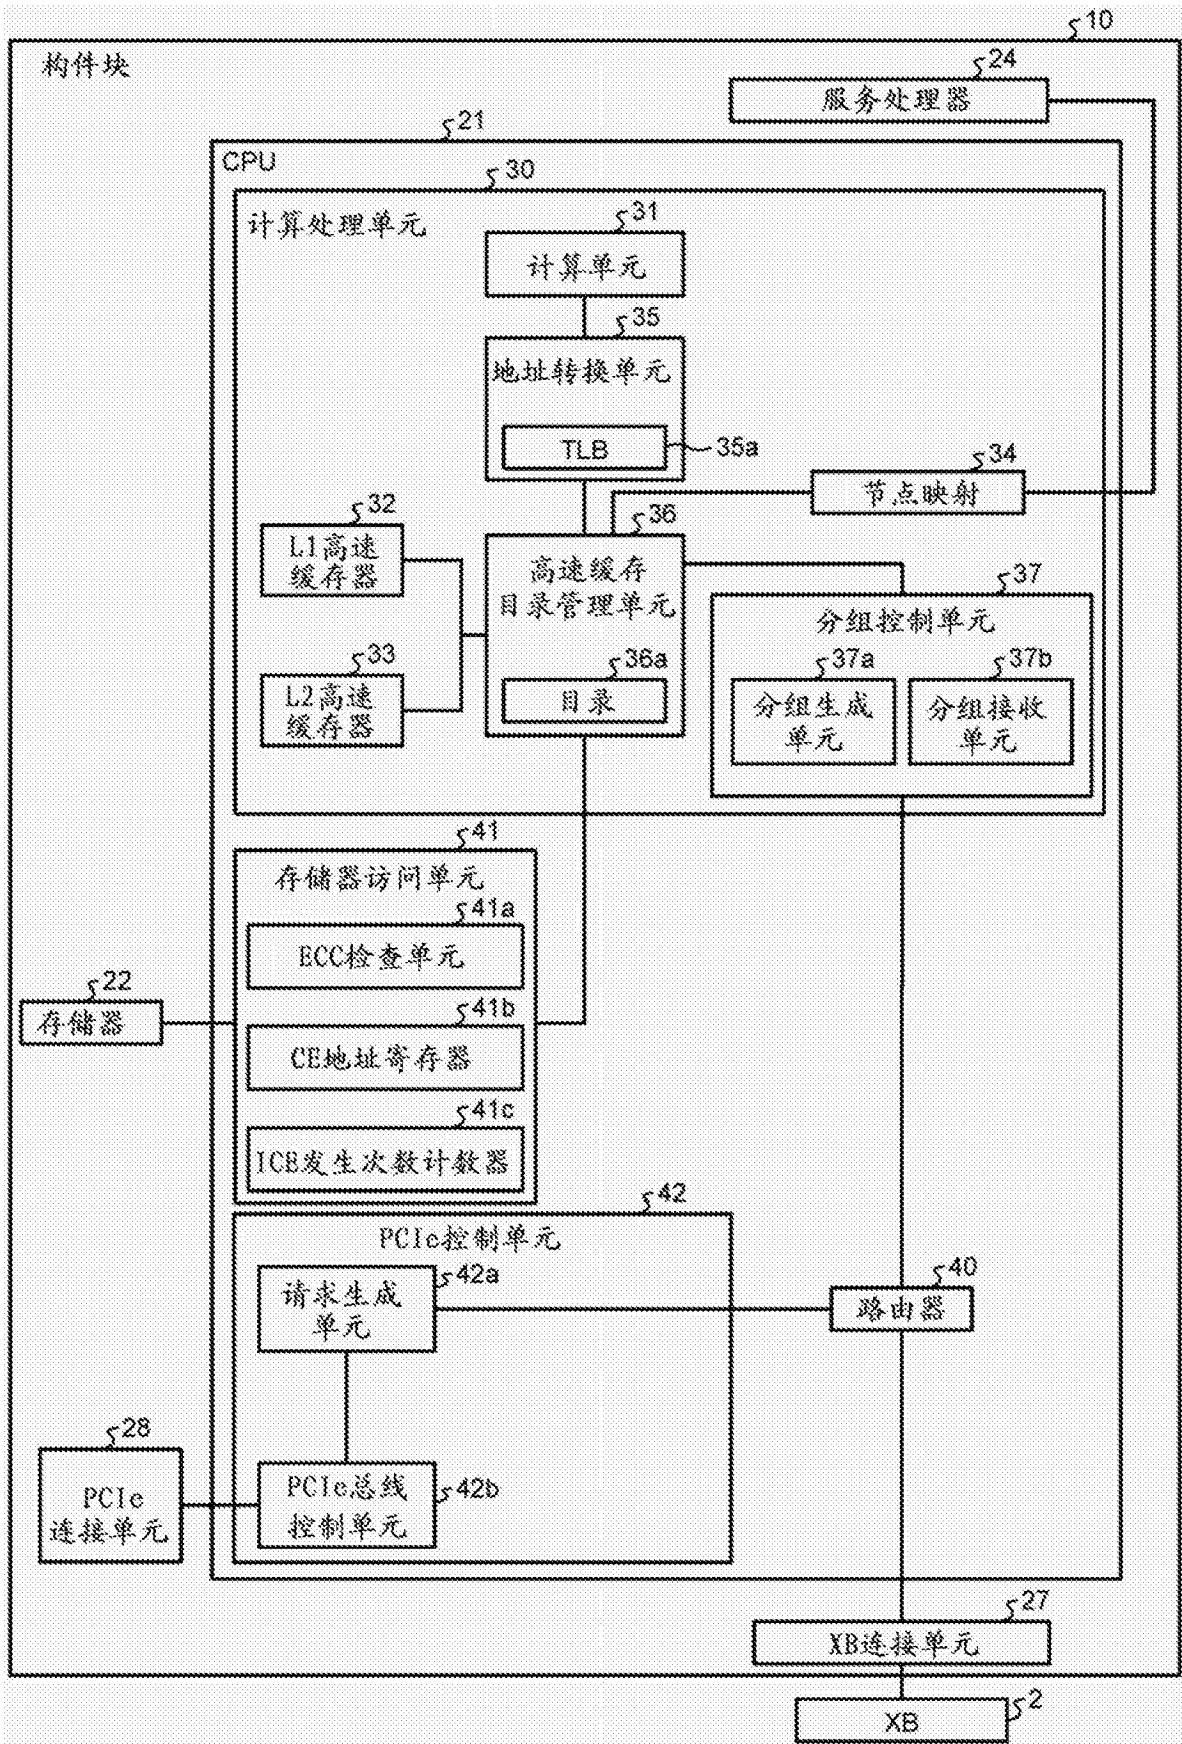 10
构件块
24
服务处理器
21
CPU
30
计算处理单元
31
计算单元
35
地址转换单元
TLB
35a
34
节点映射
32
L1高速
缓存器
36
高速缓存
目录管理单元
37
分组控制单元
33
L2高速
缓存器
36a
目录
37a
分组生成
单元
37b
分组接收
单元
41
存储器访问单元
41a
ECC检查单元
22
存储器
41b
CE地址寄存器
41c
ICE发生次数计数器
42
PCIe控制单元
42a
请求生成
单元
40
路由器
28
PCIe
连接单元
PCIe总线
控制单元
42b
27
XB连接单元
2
XB